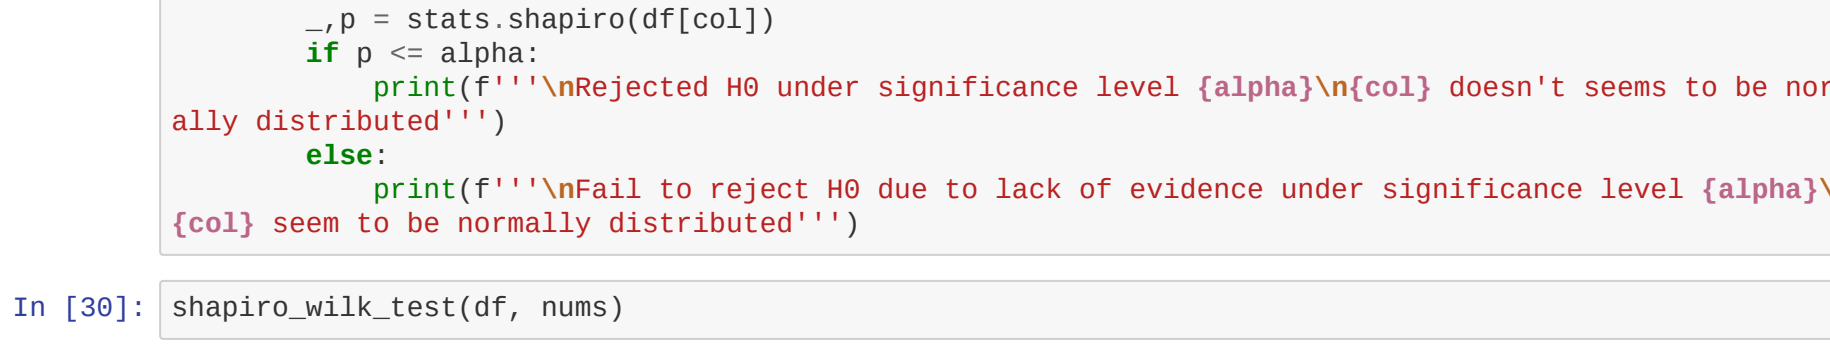 _,p = stats.shapiro(df[col])
if p <= alpha:
print(f'''\nRejected H0 under significance level {alpha}\n{col} doesn't seems to be nor
ally distributed''')
else:
print(f'''\nFail to reject H0 due to lack of evidence under significance level {alpha}\
{col} seem to be normally distributed''')
In [30]: shapiro_wilk_test(df, nums)